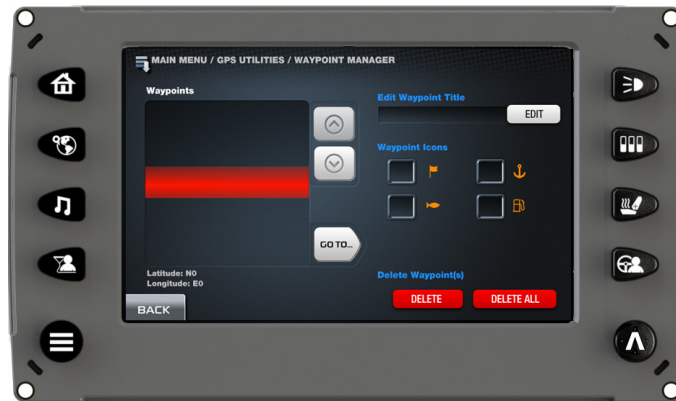 MAIN MENU / GPS UTILITIES / WAYPOINT MANAGER
Waypoints
Edit Waypoint Title
EDIT
Waypoint Icons
GO TO...
Latitude: N0
Longitude: E0
Delete Waypoint(s)
DELETE
DELETE ALL
BACK